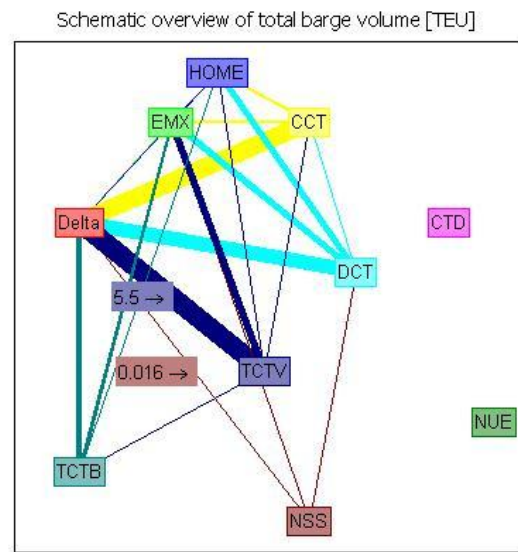 Schematic overview of total barge volume [TEU]
HOME
EMX
CCT
Delta
CTD
DCT
5.5 →
0.016 →
TCTV
NUE
TCTB
NSS